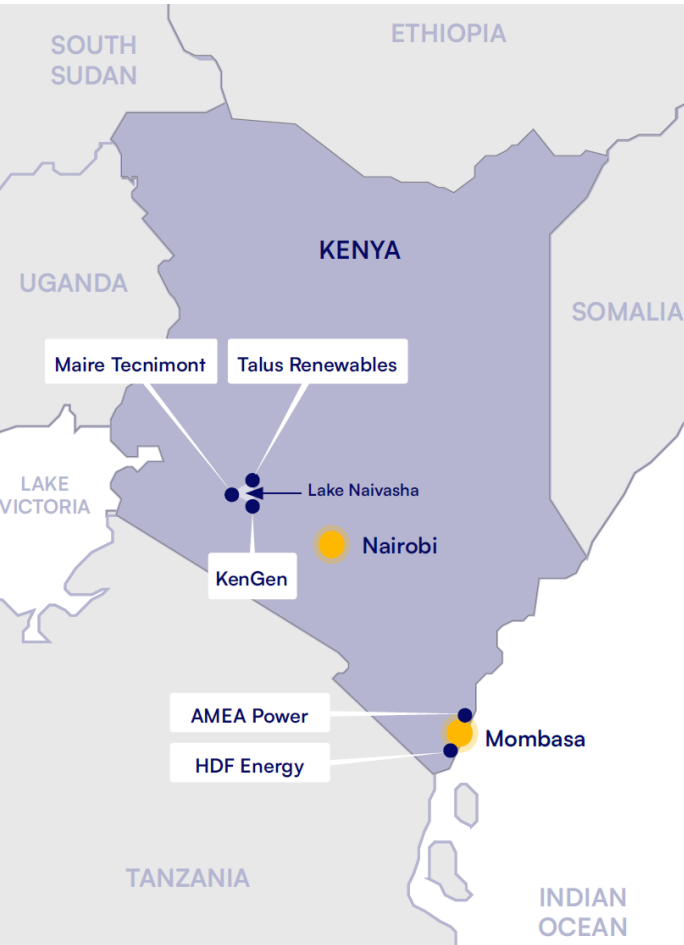 SOUTH
SUDAN
ETHIOPIA
KENYA
UGANDA
SOMALIA
Maire Tecnimont
Talus Renewables
LAKE
VICTORIA
Lake Naivasha
Nairobi
KenGen
AMEA Power
Mombasa
HDF Energy
TANZANIA
INDIAN
OCEAN